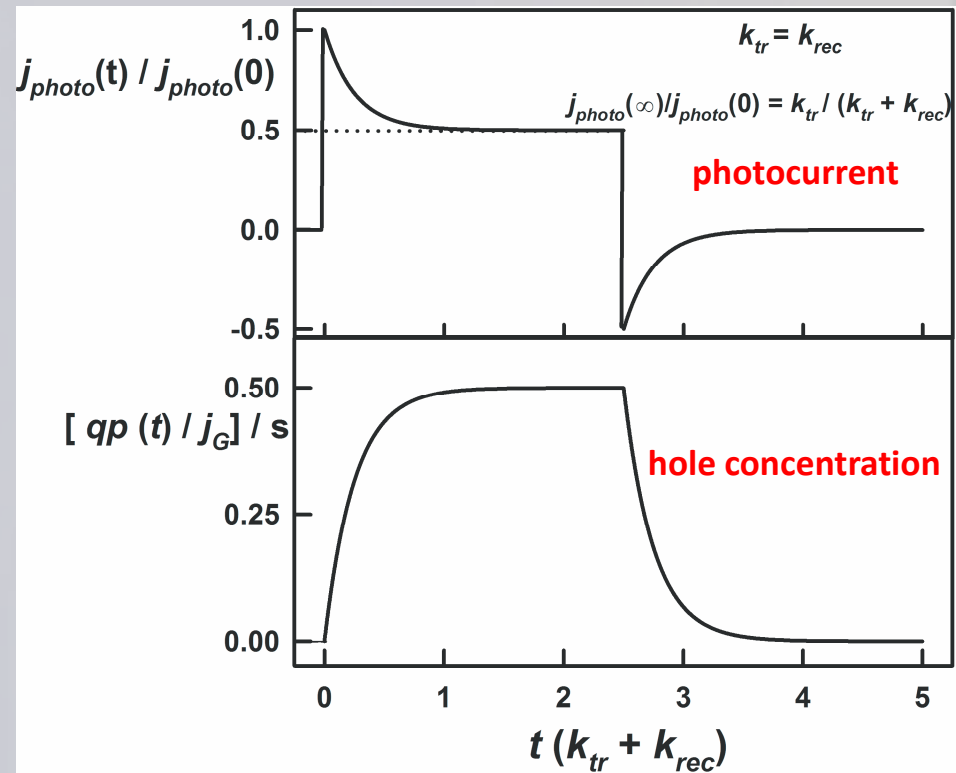 1.0
k_tr = k_rec
j_photo(t) / j_photo(0)
j_photo(∞)/j_photo(0) = k_tr / (k_tr + k_rec)
0.5
photocurrent
0.0
-0.5
0.50
[ qp (t) / j_G] / s
hole concentration
0.25
0.00
0 1 2 3 4 5
t (k_tr + k_rec)